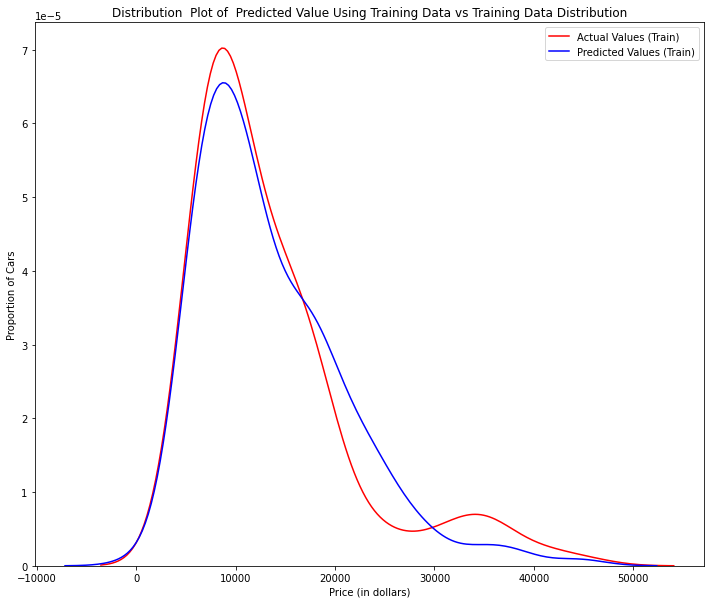 Distribution  Plot of  Predicted Value Using Training Data vs Training Data Distribution
1e−5
Actual Values (Train)
Predicted Values (Train)
7
6
5
4
3
2
1
0
Proportion of Cars
−10000 0 10000 20000 30000 40000 50000
Price (in dollars)